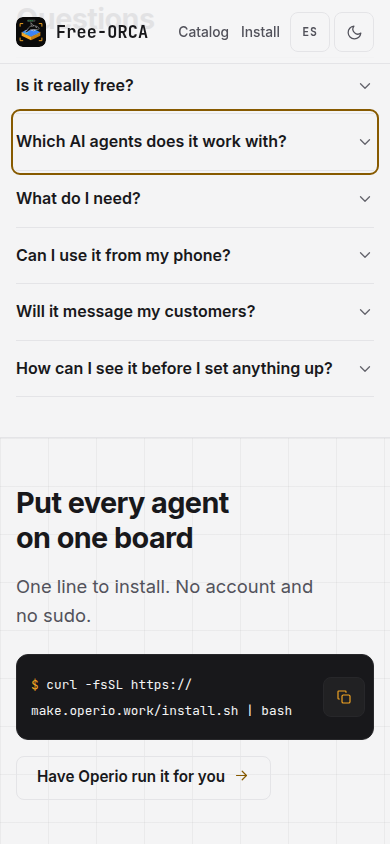 Questions
Free-ORCA
Catalog
Install
ES
Is it really free?
Which AI agents does it work with?
What do I need?
Can I use it from my phone?
Will it message my customers?
How can I see it before I set anything up?
Put every agent
on one board
One line to install. No account and
no sudo.
$ curl -fsSL https://
make.operio.work/install.sh | bash
Have Operio run it for you →